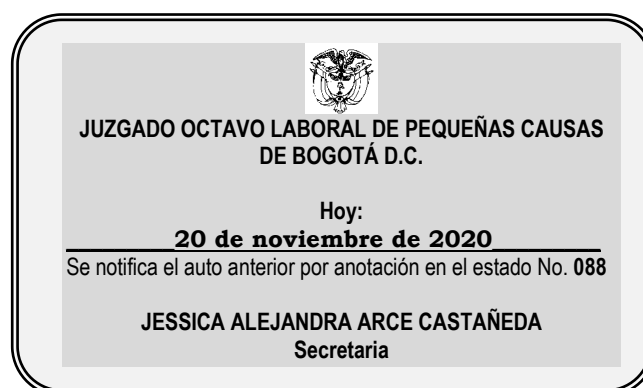 JUZGADO OCTAVO LABORAL DE PEQUEÑAS CAUSAS
DE BOGOTÁ D.C.
Hoy:
20 de noviembre de 2020
Se notifica el auto anterior por anotación en el estado No. 088
JESSICA ALEJANDRA ARCE CASTAÑEDA
Secretaria